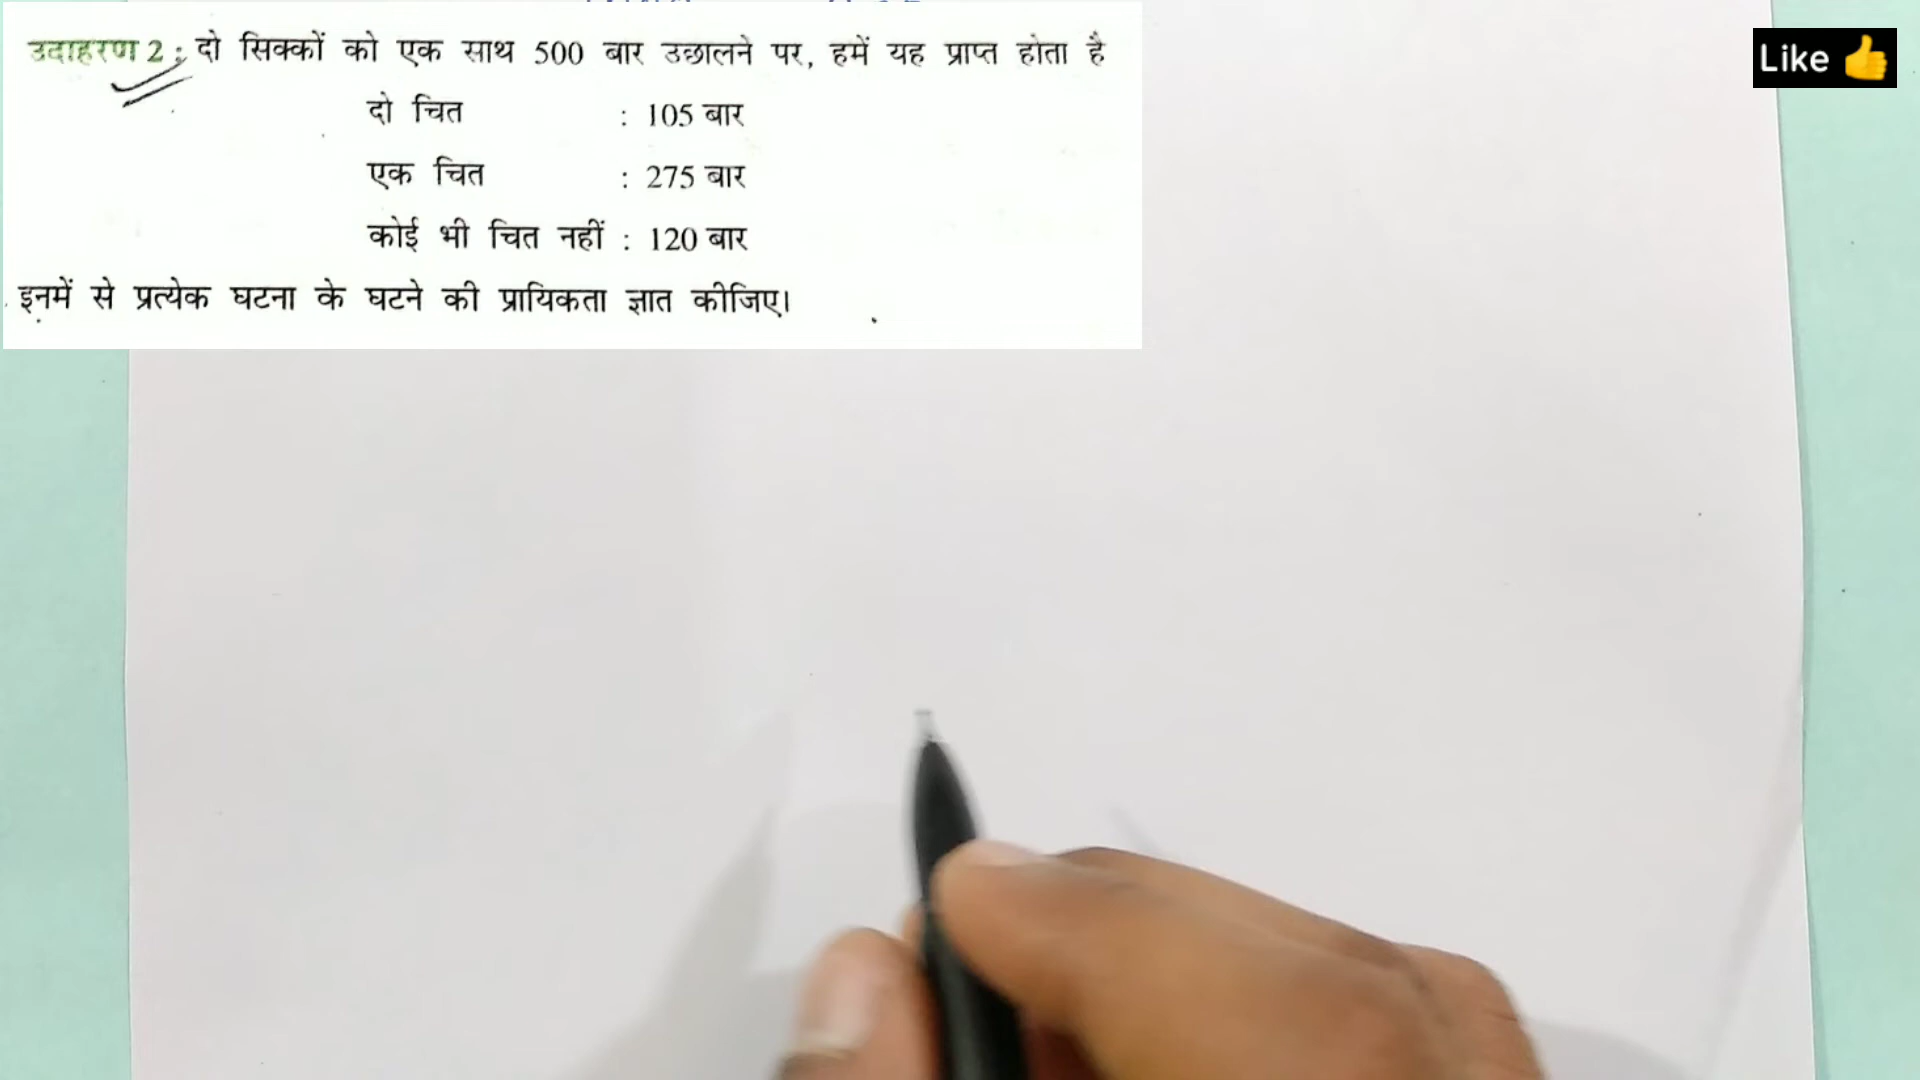 उदाहरण 2 : दो सिक्कों को एक साथ 500 बार उछालने पर, हमें यह प्राप्त होता है
दो चित : 105 बार
एक चित : 275 बार
कोई भी चित नहीं : 120 बार
इनमें से प्रत्येक घटना के घटने की प्रायिकता ज्ञात कीजिए।
Like 👍